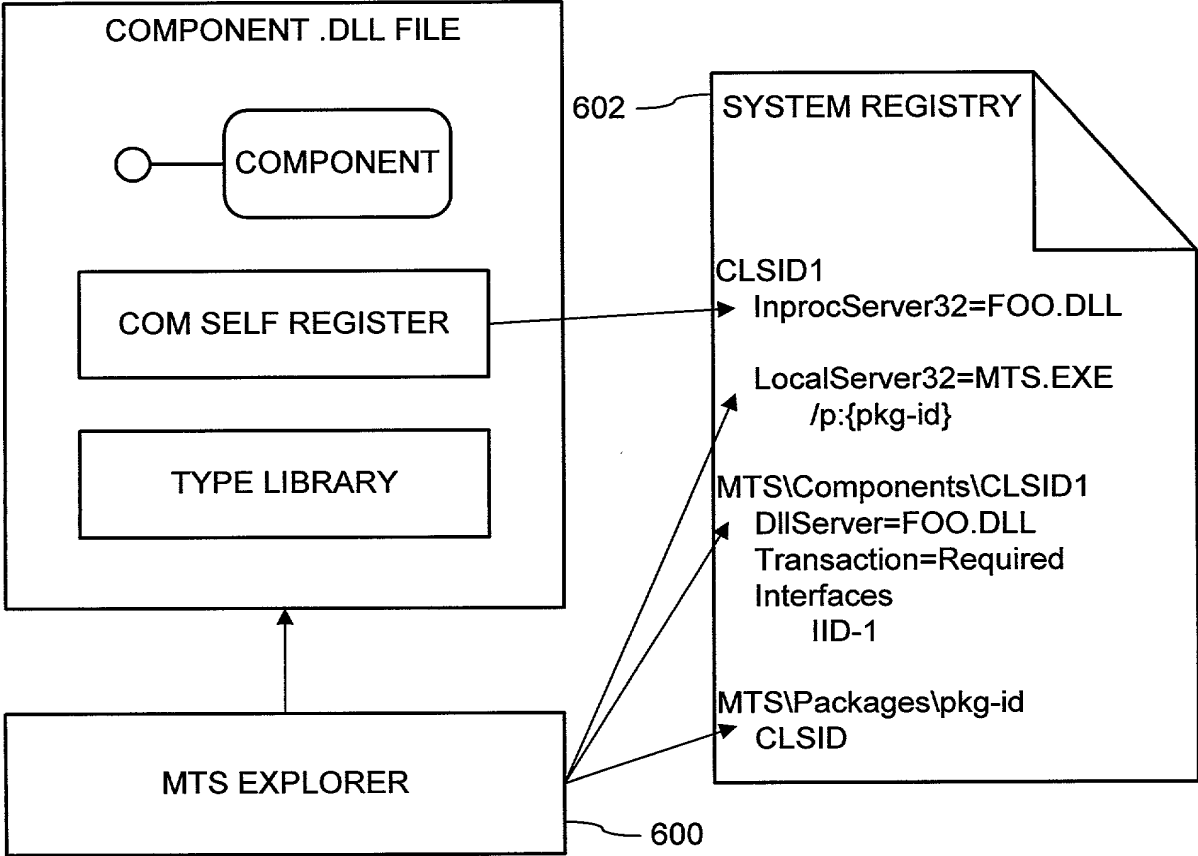 COMPONENT .DLL FILE
COMPONENT
COM SELF REGISTER
TYPE LIBRARY
MTS EXPLORER
600
602
SYSTEM REGISTRY
CLSID1
InprocServer32=FOO.DLL
LocalServer32=MTS.EXE
/p:{pkg-id}
MTS\Components\CLSID1
DllServer=FOO.DLL
Transaction=Required
Interfaces
IID-1
MTS\Packages\pkg-id
CLSID